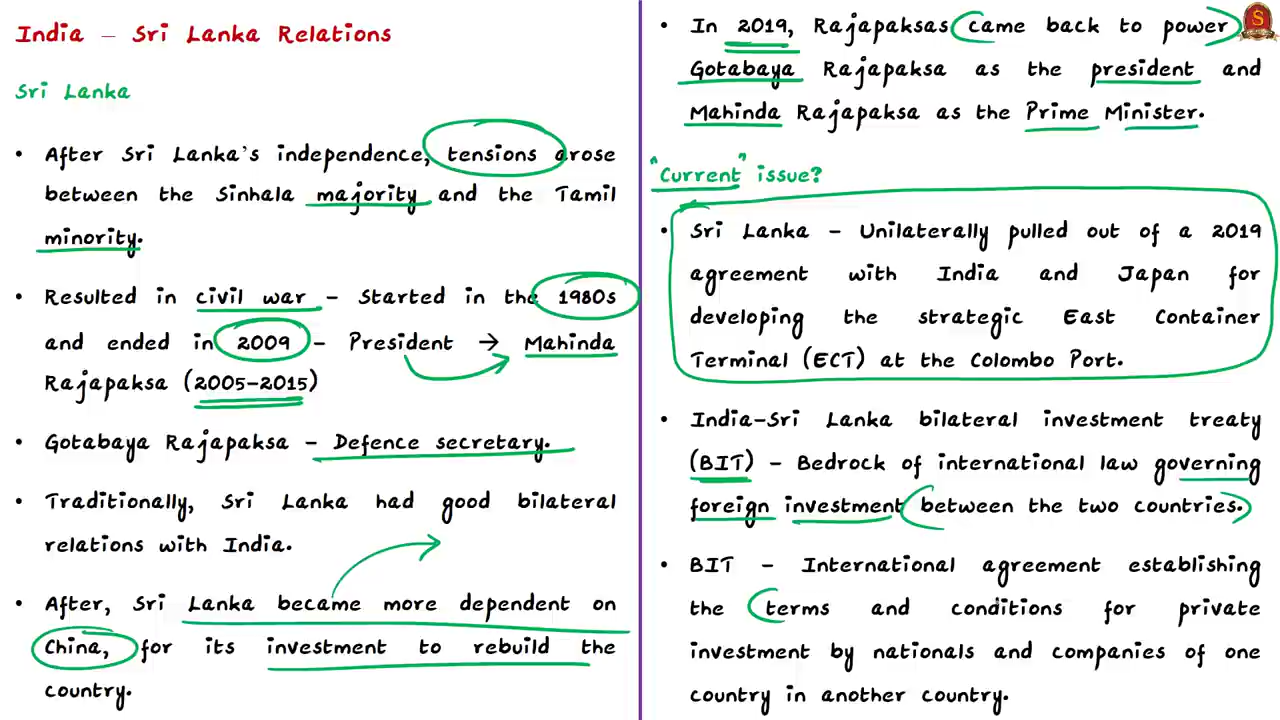 India – Sri Lanka Relations
Sri Lanka
• After Sri Lanka's independence, tensions arose
between the Sinhala majority and the Tamil
minority.
• Resulted in civil war – Started in the 1980s
and ended in 2009 – President → Mahinda
Rajapaksa (2005-2015)
• Gotabaya Rajapaksa – Defence secretary.
• Traditionally, Sri Lanka had good bilateral
relations with India.
• After, Sri Lanka became more dependent on
China, for its investment to rebuild the
country.
• In 2019, Rajapaksas came back to power
Gotabaya Rajapaksa as the president and
Mahinda Rajapaksa as the Prime Minister.
"Current" issue?
• Sri Lanka – Unilaterally pulled out of a 2019
agreement with India and Japan for
developing the strategic East Container
Terminal (ECT) at the Colombo Port.
• India-Sri Lanka bilateral investment treaty
(BIT) – Bedrock of international law governing
foreign investment between the two countries.
• BIT – International agreement establishing
the terms and conditions for private
investment by nationals and companies of one
country in another country.
S